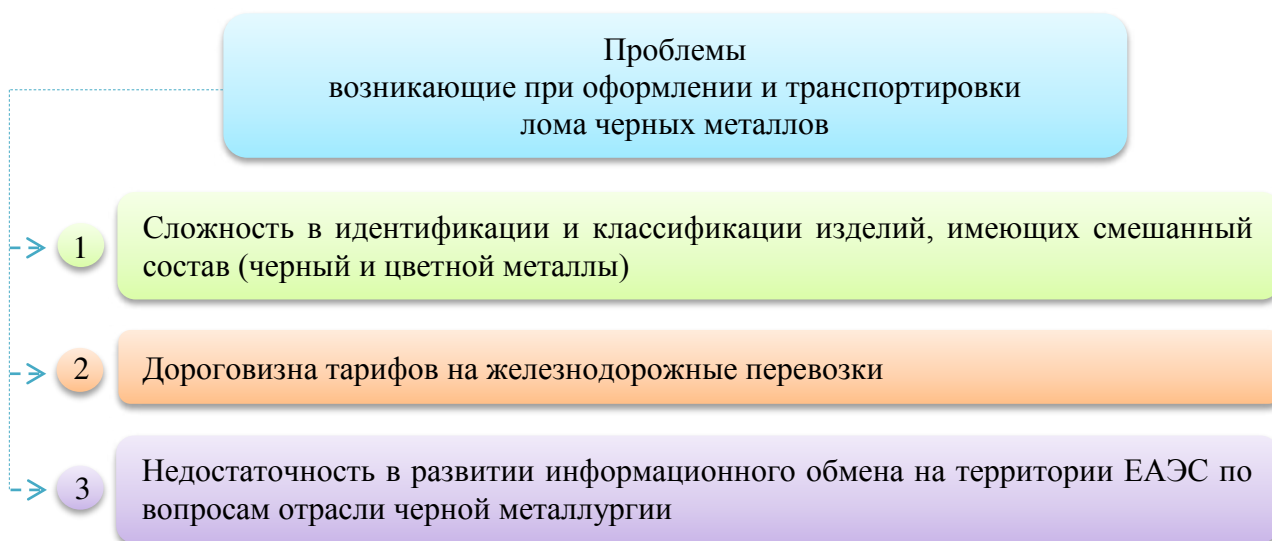 Проблемы
возникающие при оформлении и транспортировки
лома черных металлов
1
Сложность в идентификации и классификации изделий, имеющих смешанный
состав (черный и цветной металлы)
2
Дороговизна тарифов на железнодорожные перевозки
3
Недостаточность в развитии информационного обмена на территории ЕАЭС по
вопросам отрасли черной металлургии